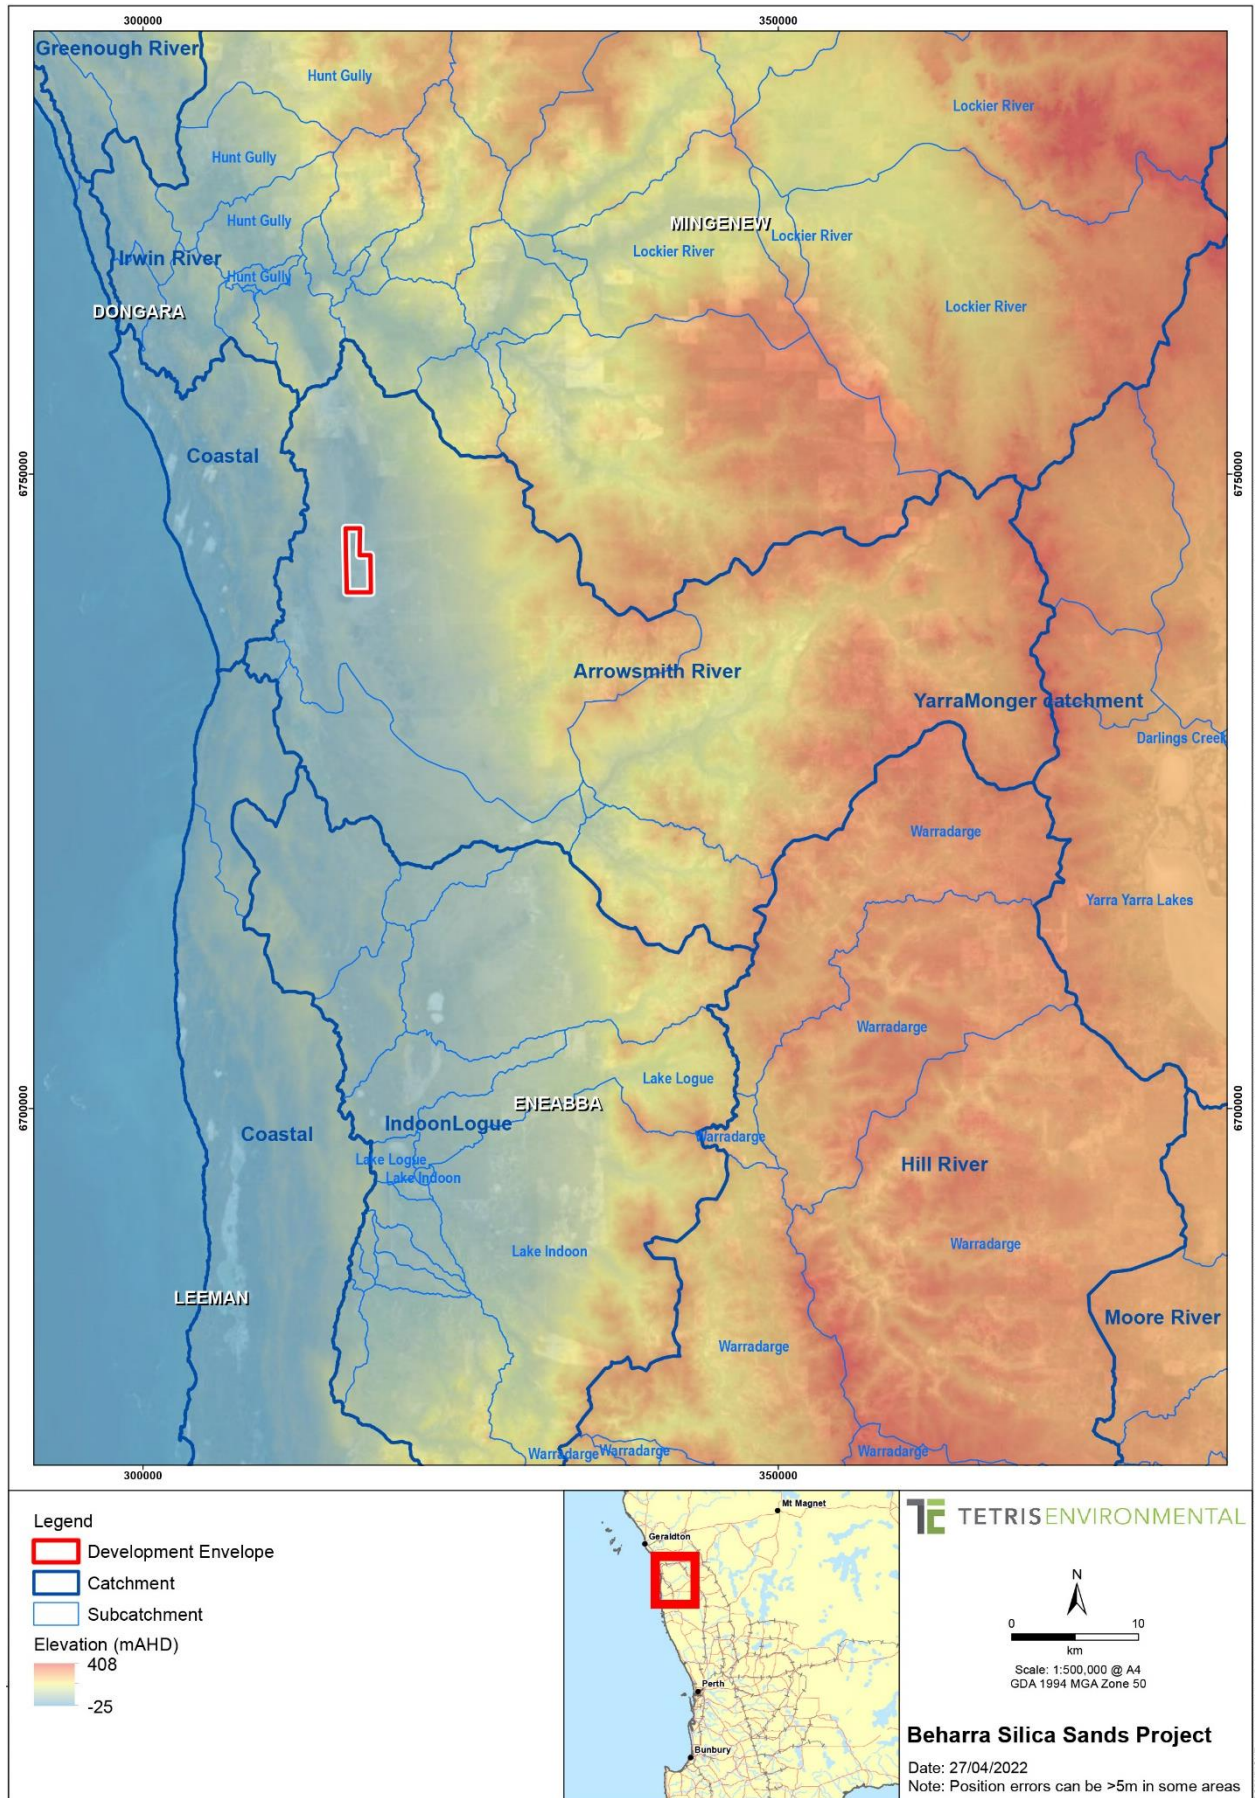 300000
350000
Greenough River
Hunt Gully
Lockier River
Hunt Gully
Hunt Gully
MINGENEW
Lockier River
Lockier River
Irwin River
Hunt Gully
Lockier River
DONGARA
Coastal
6750000
6750000
Arrowsmith River
YarraMonger catchment
Darlings Creek
Warradarge
Yarra Yarra Lakes
Warradarge
Lake Logue
6700000
ENEABBA
6700000
IndoonLogue
Coastal
Warradarge
Lake Logue
Hill River
Lake Indoon
Warradarge
Lake Indoon
LEEMAN
Moore River
Warradarge
Warradarge
Warradarge
Warradarge
300000
350000
Legend
Development Envelope
Catchment
Subcatchment
Elevation (mAHD)
408
-25
Mt Magnet
Geraldton
Perth
Bunbury
TE TETRIS ENVIRONMENTAL
N
0 10
km
Scale: 1:500,000 @ A4
GDA 1994 MGA Zone 50
Beharra Silica Sands Project
Date: 27/04/2022
Note: Position errors can be >5m in some areas